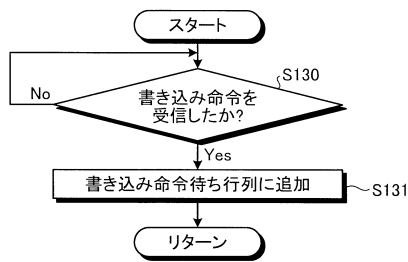 スタート
S130
書き込み命令を
受信したか?
No
Yes
書き込み命令待ち行列に追加
S131
リターン